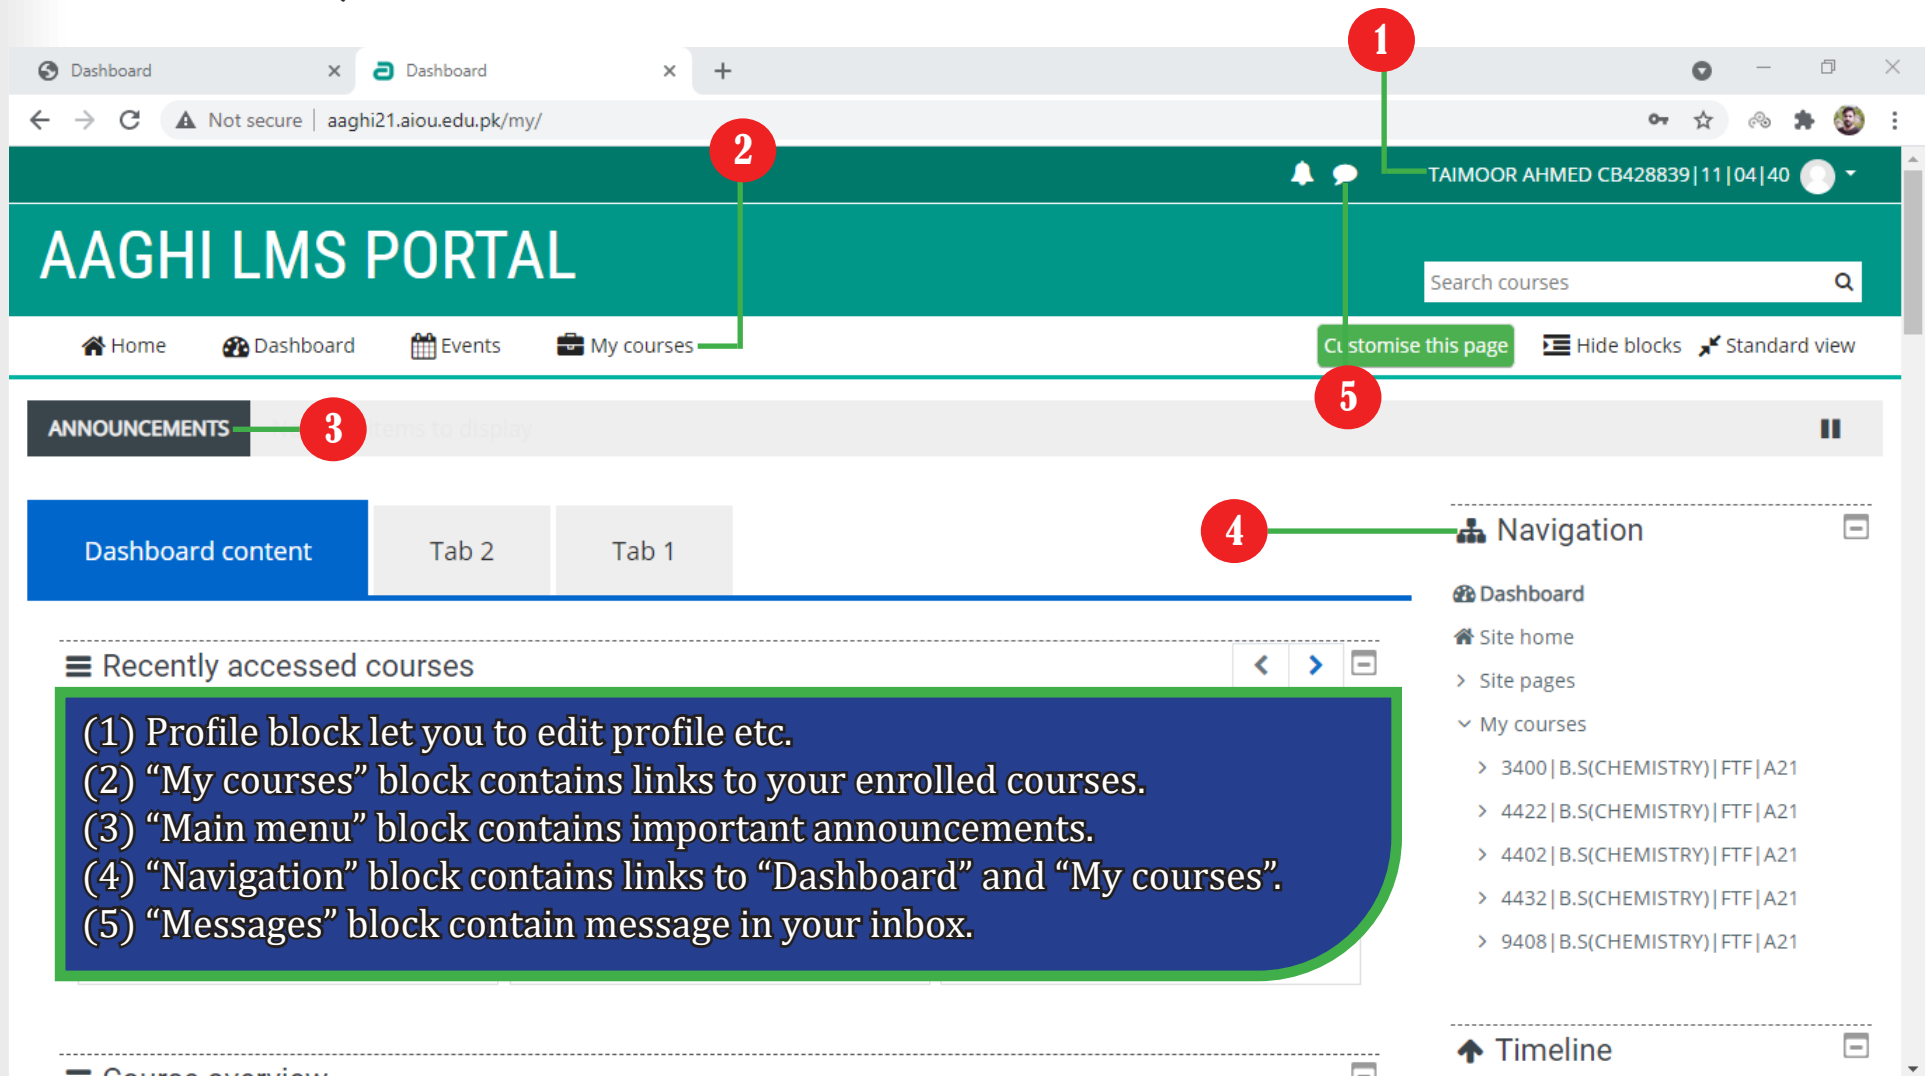 1
Dashboard
Dashboard
Not secure
aaghi21.aiou.edu.pk/my/
2
TAIMOOR AHMED CB428839|11|04|40
AAGHI LMS PORTAL
Search courses
Home
Dashboard
Events
My courses
Customise this page
Hide blocks
Standard view
5
ANNOUNCEMENTS
3
items to display
4
Navigation
Dashboard content
Tab 2
Tab 1
Dashboard
Site home
Site pages
My courses
3400|B.S(CHEMISTRY)|FTF|A21
4422|B.S(CHEMISTRY)|FTF|A21
4402|B.S(CHEMISTRY)|FTF|A21
4432|B.S(CHEMISTRY)|FTF|A21
9408|B.S(CHEMISTRY)|FTF|A21
Recently accessed courses
(1) Profile block let you to edit profile etc.
(2) “My courses” block contains links to your enrolled courses.
(3) “Main menu” block contains important announcements.
(4) “Navigation” block contains links to “Dashboard” and “My courses”.
(5) “Messages” block contain message in your inbox.
Timeline
Course overview